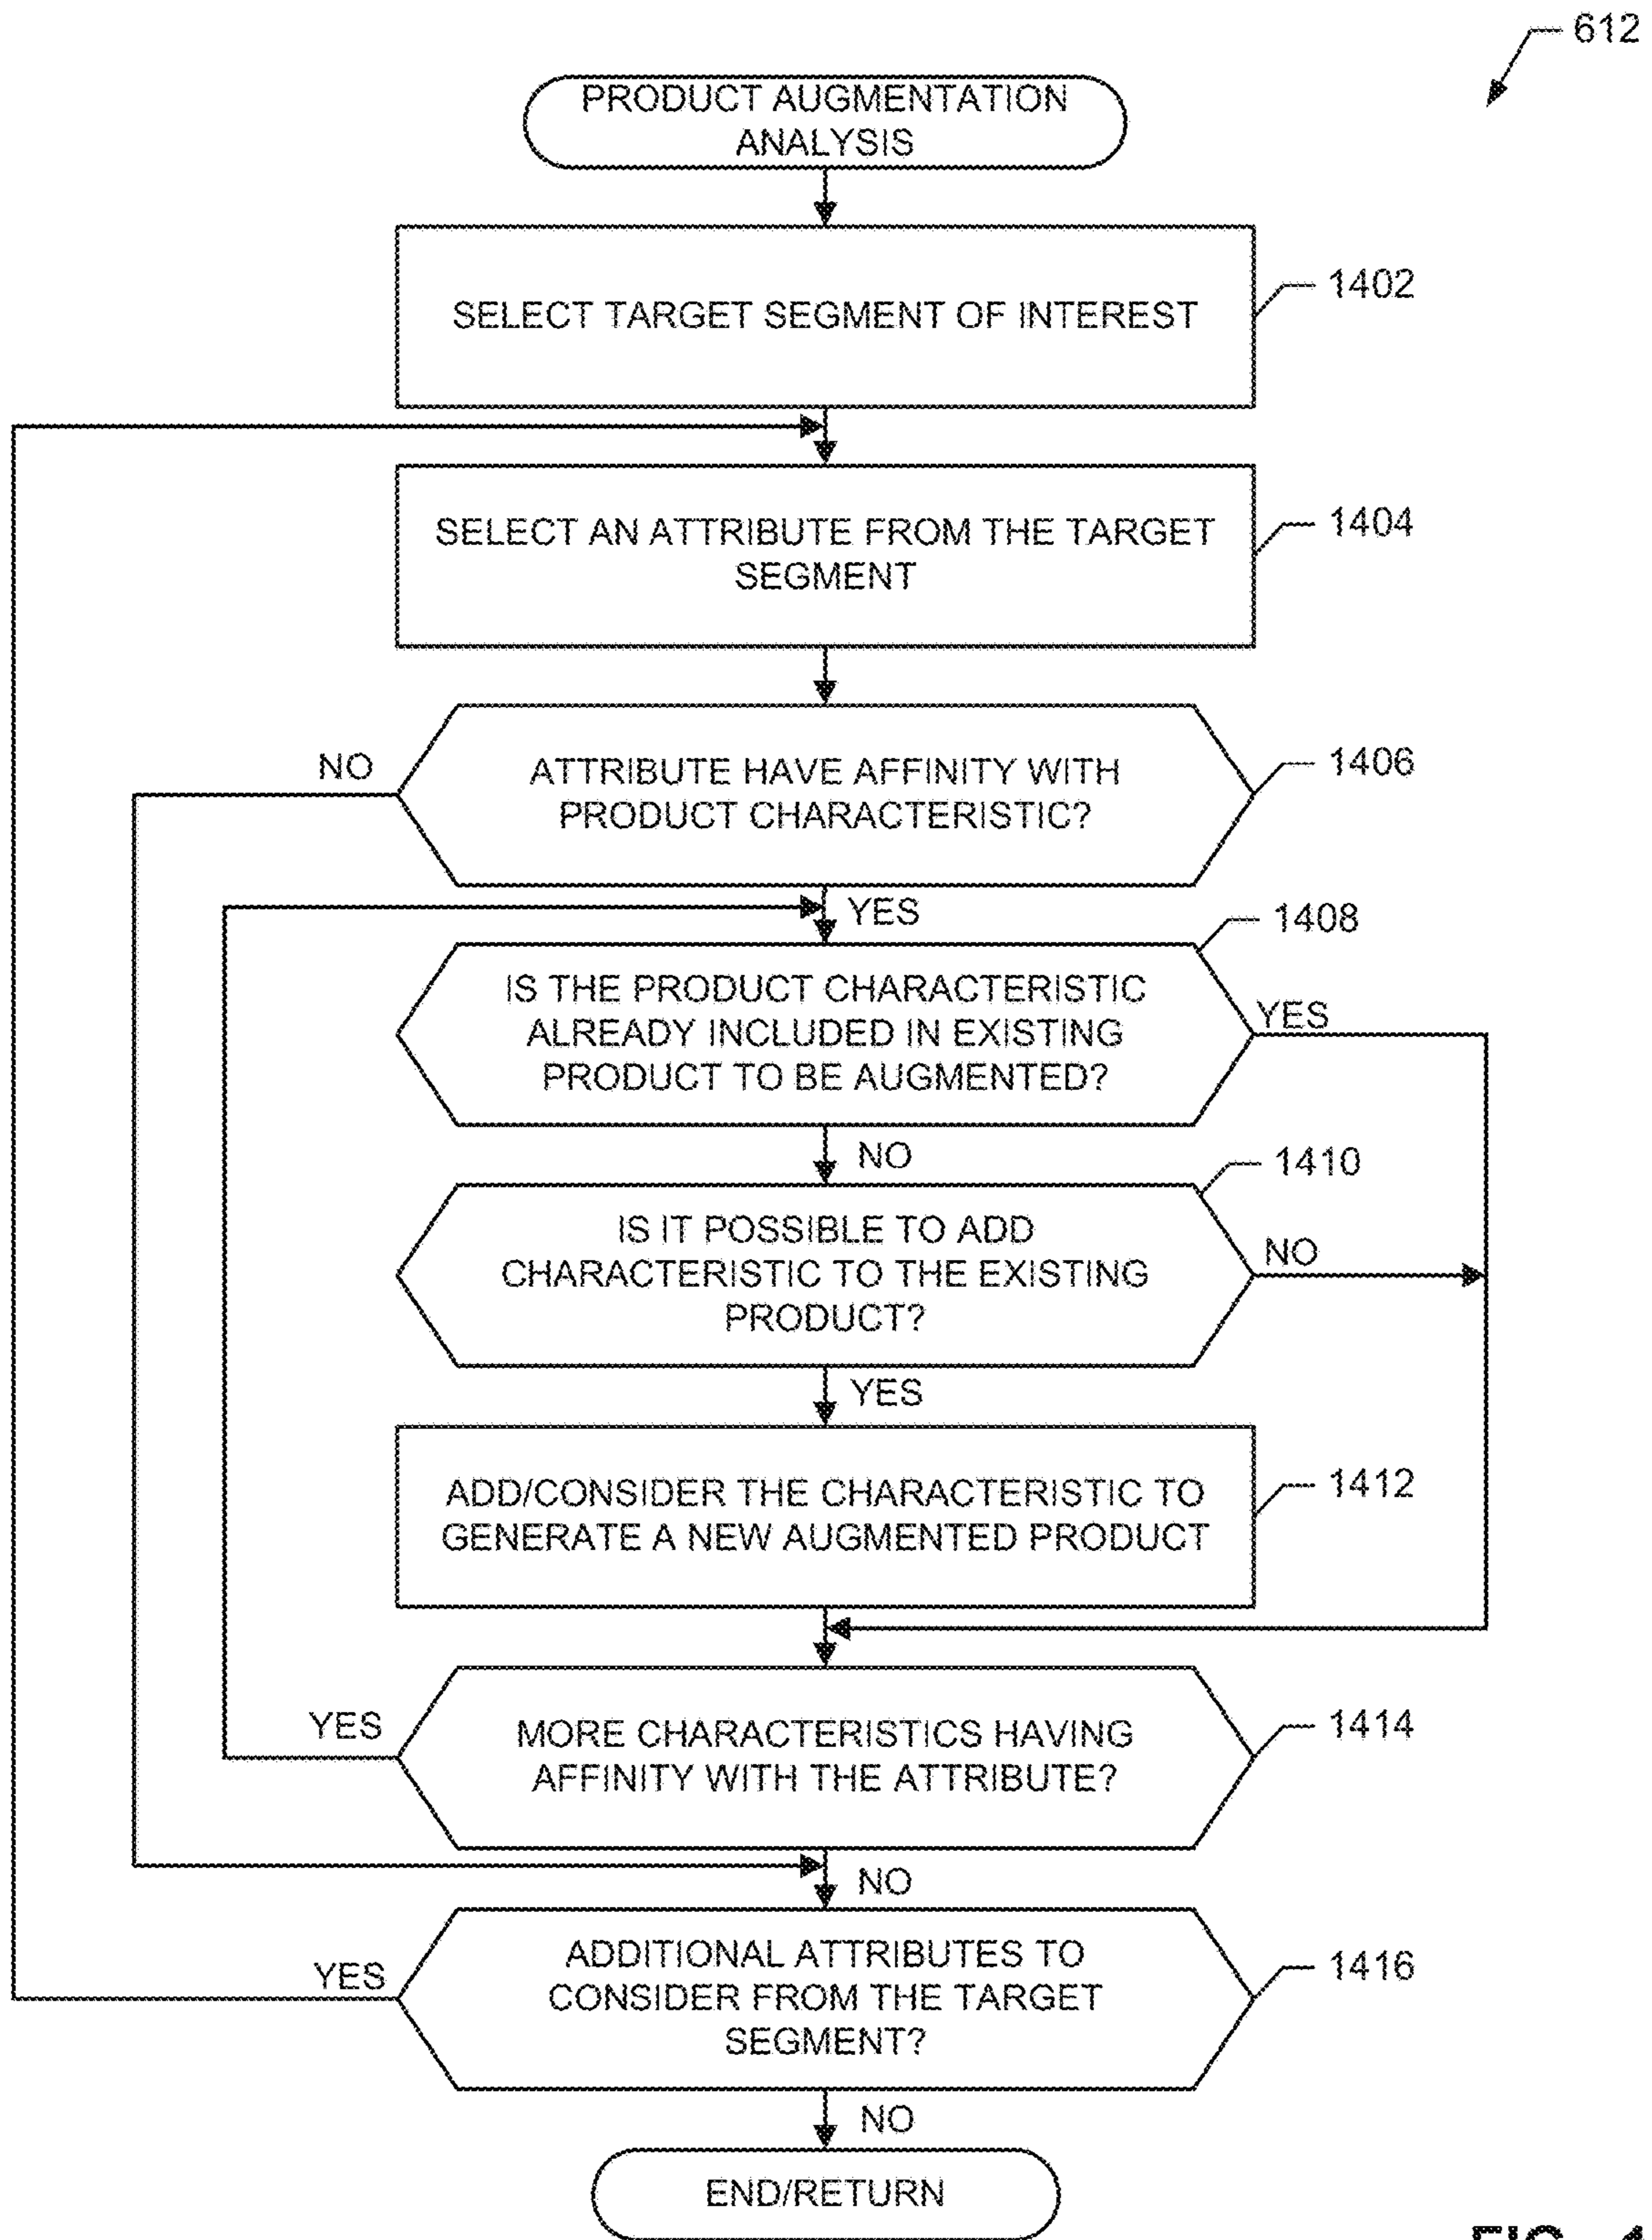 612
PRODUCT AUGMENTATION
ANALYSIS
SELECT TARGET SEGMENT OF INTEREST
1402
SELECT AN ATTRIBUTE FROM THE TARGET
SEGMENT
1404
NO
ATTRIBUTE HAVE AFFINITY WITH
PRODUCT CHARACTERISTIC?
1406
YES
1408
IS THE PRODUCT CHARACTERISTIC
ALREADY INCLUDED IN EXISTING
PRODUCT TO BE AUGMENTED?
YES
NO
1410
IS IT POSSIBLE TO ADD
CHARACTERISTIC TO THE EXISTING
PRODUCT?
NO
YES
ADD/CONSIDER THE CHARACTERISTIC TO
GENERATE A NEW AUGMENTED PRODUCT
1412
YES
MORE CHARACTERISTICS HAVING
AFFINITY WITH THE ATTRIBUTE?
1414
NO
YES
ADDITIONAL ATTRIBUTES TO
CONSIDER FROM THE TARGET
SEGMENT?
1416
NO
END/RETURN